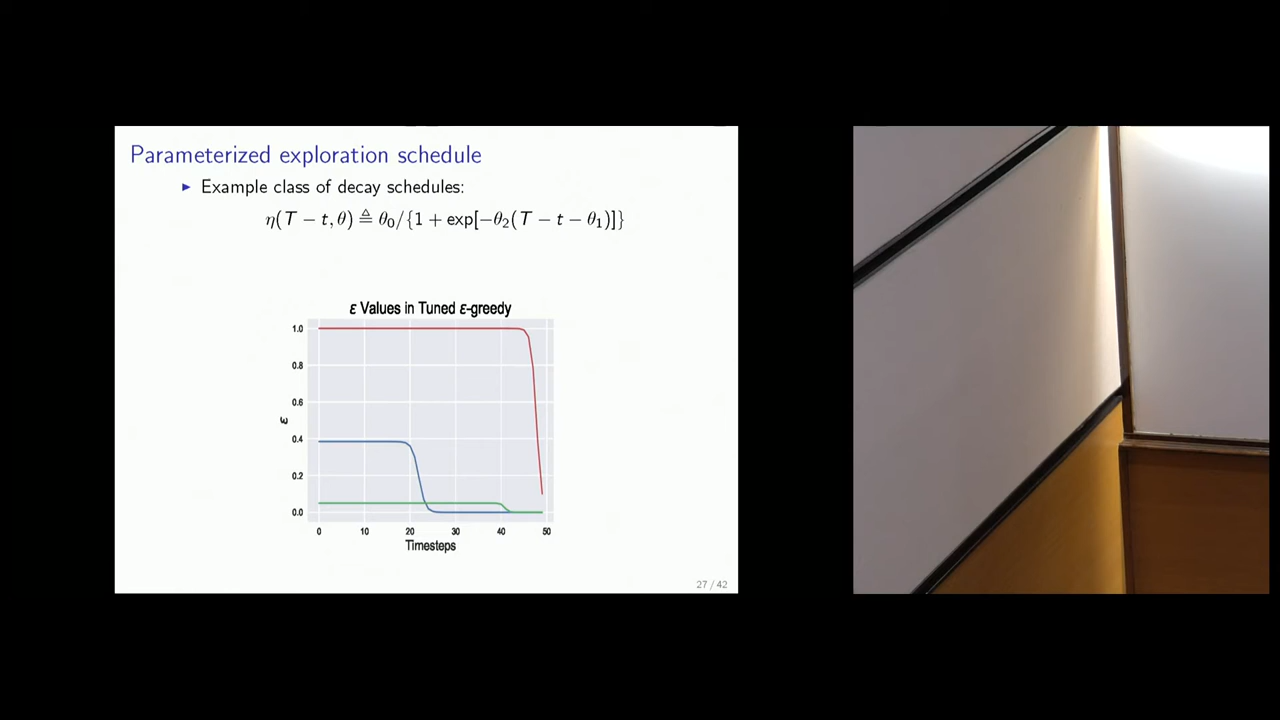 Parameterized exploration schedule
▶ Example class of decay schedules:
η(T − t, θ) ≜ θ₀/{1 + exp[−θ₂(T − t − θ₁)]}
ε Values in Tuned ε-greedy
1.0
0.8
0.6
0.4
0.2
0.0
ε
0 10 20 30 40 50
Timesteps
27 / 42